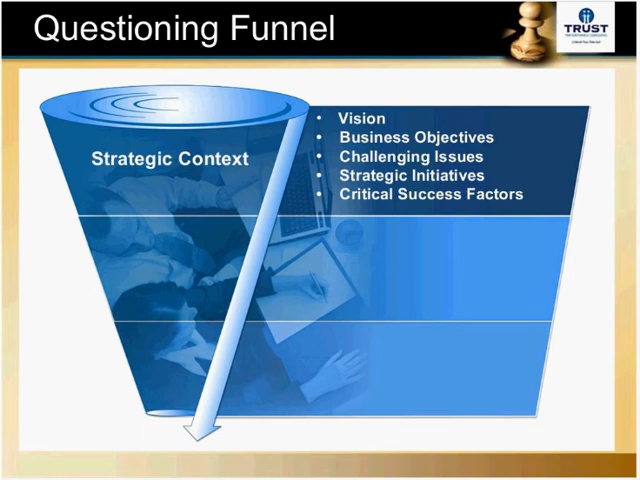 Questioning Funnel
TRUST
Strategic Context
• Vision
• Business Objectives
• Challenging Issues
• Strategic Initiatives
• Critical Success Factors